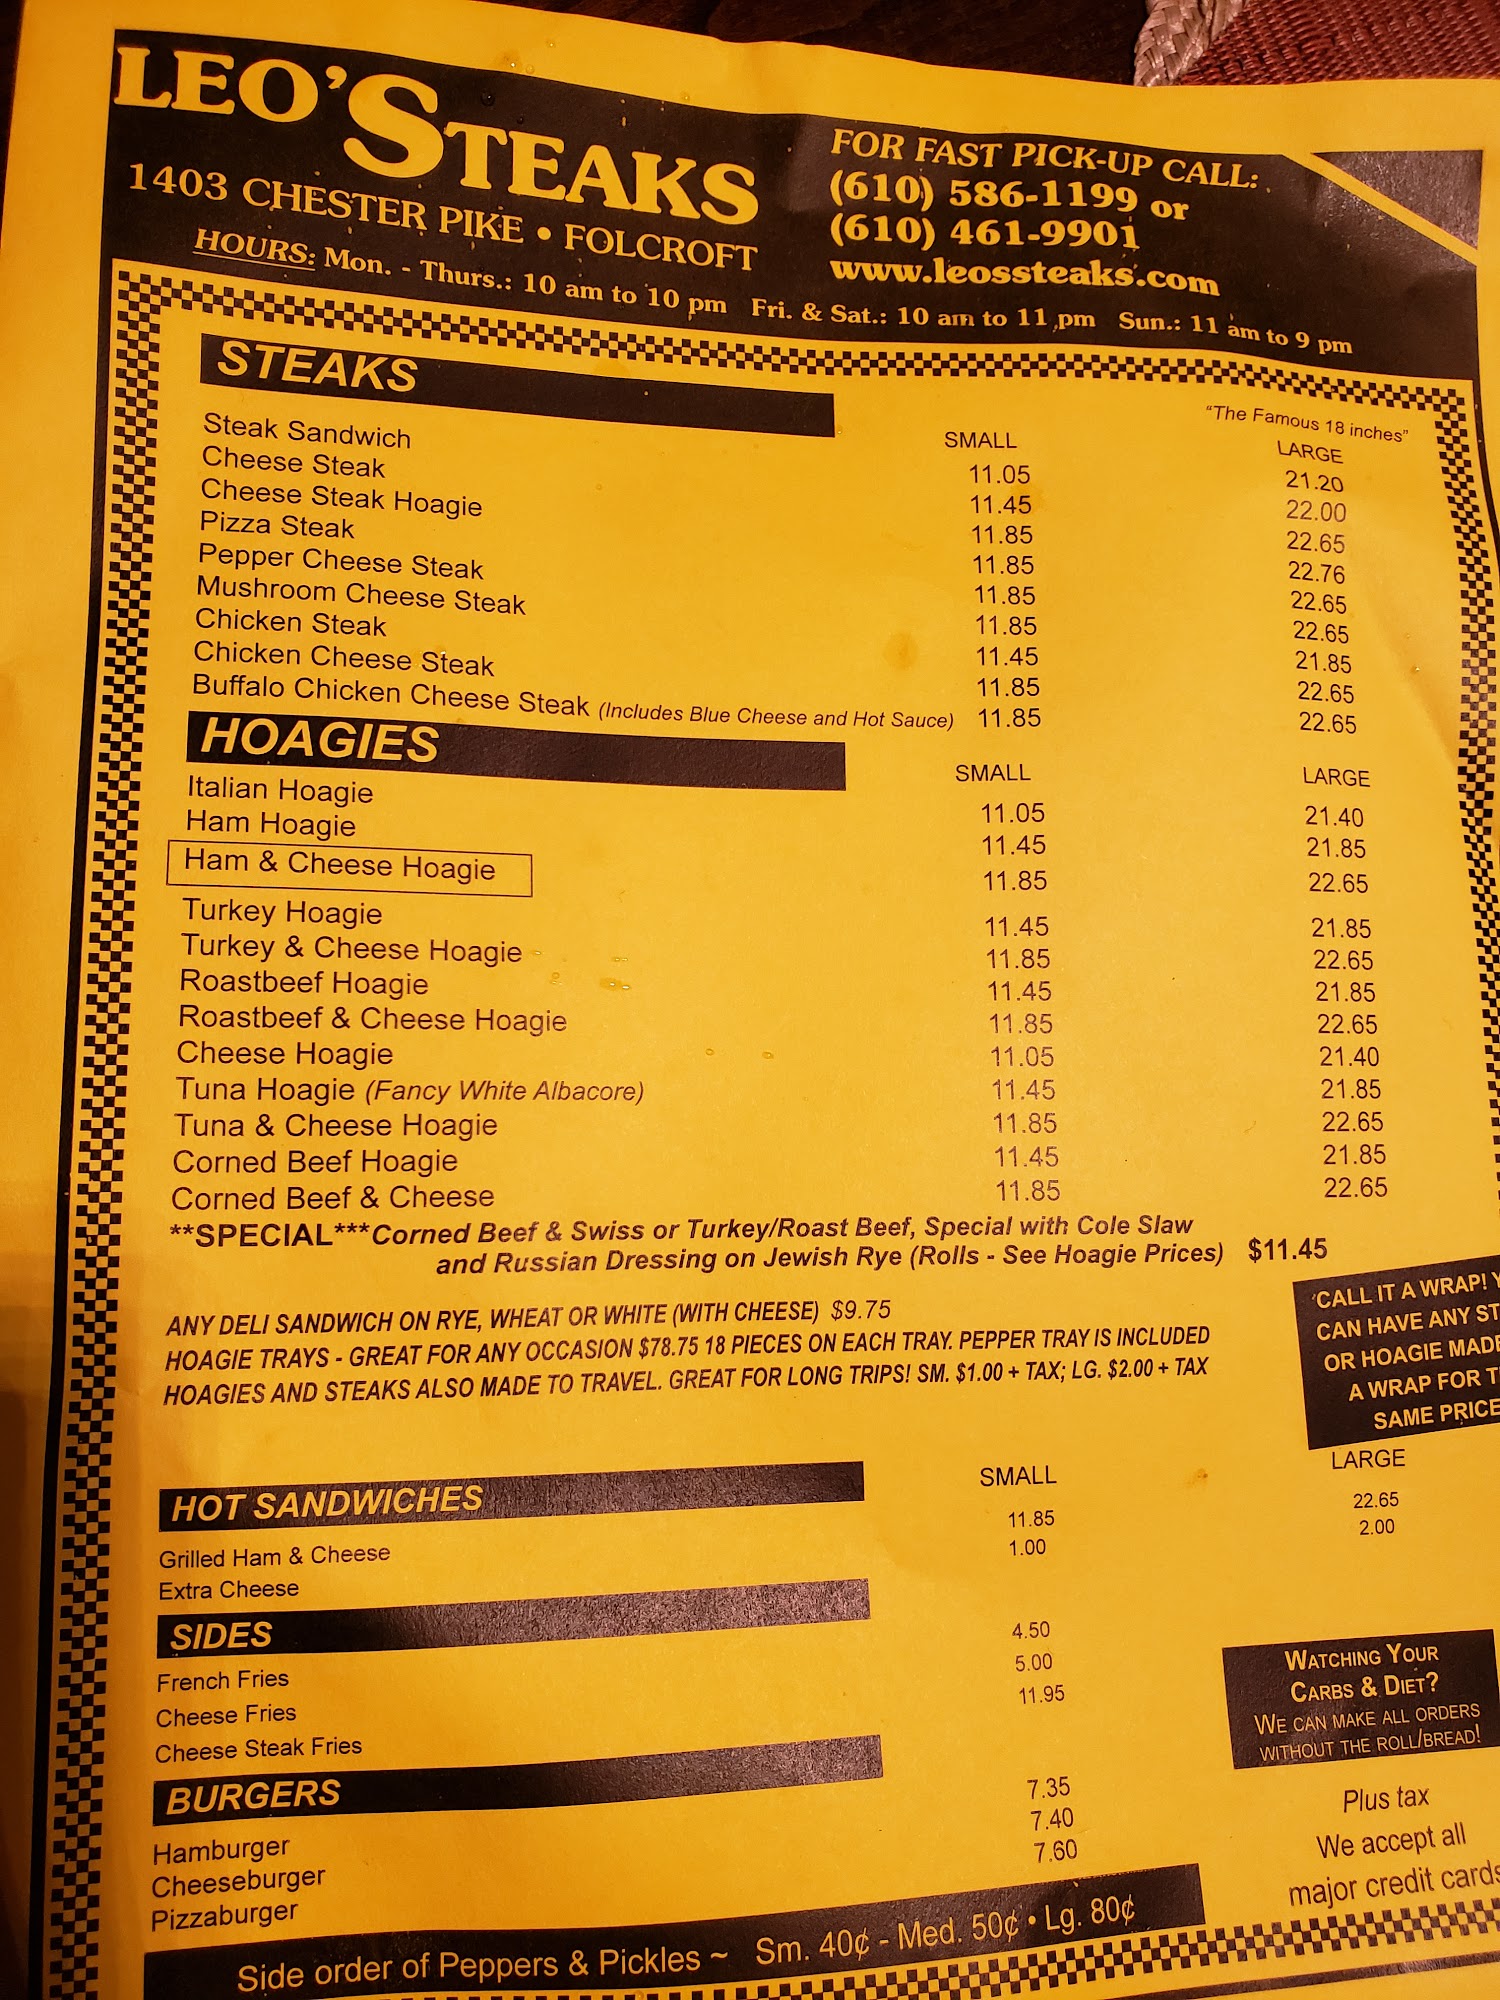 LEO'S STEAKS
1403 CHESTER PIKE • FOLCROFT
FOR FAST PICK-UP CALL:
(610) 586-1199 or
(610) 461-9901
www.leossteaks.com
HOURS: Mon. - Thurs.: 10 am to 10 pm Fri. & Sat.: 10 am to 11 pm Sun.: 11 am to 9 pm
STEAKS
"The Famous 18 inches"
SMALL LARGE
Steak Sandwich 11.05 21.20
Cheese Steak 11.45 22.00
Cheese Steak Hoagie 11.85 22.65
Pizza Steak 11.85 22.76
Pepper Cheese Steak 11.85 22.65
Mushroom Cheese Steak 11.85 22.65
Chicken Steak 11.45 21.85
Chicken Cheese Steak 11.85 22.65
Buffalo Chicken Cheese Steak (Includes Blue Cheese and Hot Sauce) 11.85 22.65
HOAGIES
SMALL LARGE
Italian Hoagie 11.05 21.40
Ham Hoagie 11.45 21.85
Ham & Cheese Hoagie 11.85 22.65
Turkey Hoagie 11.45 21.85
Turkey & Cheese Hoagie 11.85 22.65
Roastbeef Hoagie 11.45 21.85
Roastbeef & Cheese Hoagie 11.85 22.65
Cheese Hoagie 11.05 21.40
Tuna Hoagie (Fancy White Albacore) 11.45 21.85
Tuna & Cheese Hoagie 11.85 22.65
Corned Beef Hoagie 11.45 21.85
Corned Beef & Cheese 11.85 22.65
**SPECIAL***Corned Beef & Swiss or Turkey/Roast Beef, Special with Cole Slaw
and Russian Dressing on Jewish Rye (Rolls - See Hoagie Prices) $11.45
ANY DELI SANDWICH ON RYE, WHEAT OR WHITE (WITH CHEESE) $9.75
HOAGIE TRAYS - GREAT FOR ANY OCCASION $78.75 18 PIECES ON EACH TRAY. PEPPER TRAY IS INCLUDED
HOAGIES AND STEAKS ALSO MADE TO TRAVEL. GREAT FOR LONG TRIPS! SM. $1.00 + TAX; LG. $2.00 + TAX
'CALL IT A WRAP! Y
CAN HAVE ANY ST
OR HOAGIE MADE
A WRAP FOR T
SAME PRICE
HOT SANDWICHES
SMALL LARGE
Grilled Ham & Cheese 11.85 22.65
Extra Cheese 1.00 2.00
SIDES
French Fries 4.50
Cheese Fries 5.00
Cheese Steak Fries 11.95
WATCHING YOUR
CARBS & DIET?
WE CAN MAKE ALL ORDERS
WITHOUT THE ROLL/BREAD!
BURGERS
Hamburger 7.35
Cheeseburger 7.40
Pizzaburger 7.60
Plus tax
We accept all
major credit cards
Side order of Peppers & Pickles ~ Sm. 40¢ - Med. 50¢ • Lg. 80¢